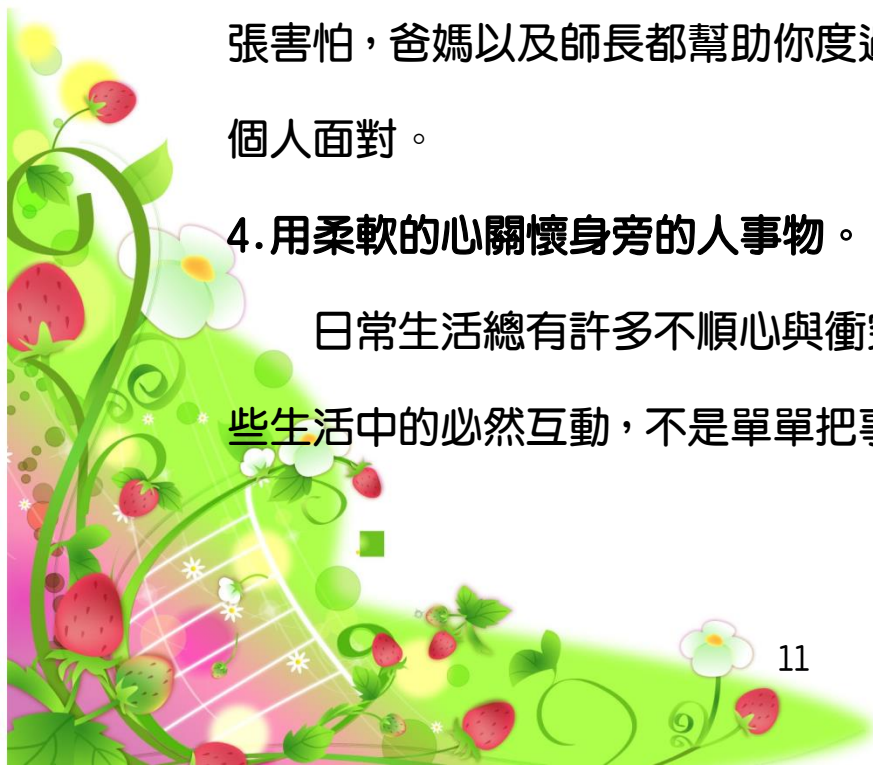 張害怕，爸媽以及師長都幫助你度
個人面對。
4.用柔軟的心關懷身旁的人事物。
日常生活總有許多不順心與衝
些生活中的必然互動，不是單單把
11